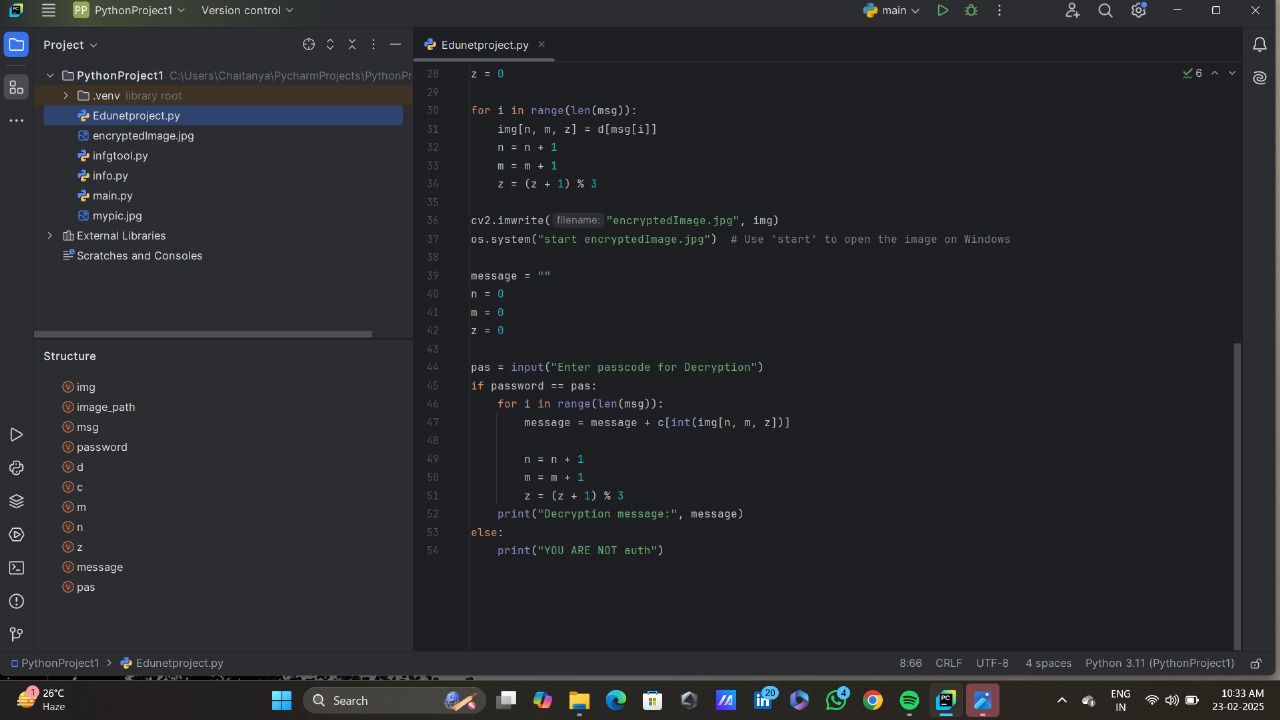 PP PythonProject1 Version control main
Project
Edunetproject.py
PythonProject1 C:\Users\Chaitanya\PycharmProjects\PythonPr
.venv library root
Edunetproject.py
encryptedImage.jpg
infgtool.py
info.py
main.py
mypic.jpg
External Libraries
Scratches and Consoles
Structure
img
image_path
msg
password
d
c
m
n
z
message
pas
6
28 z = 0
29
30 for i in range(len(msg)):
31     img[n, m, z] = d[msg[i]]
32     n = n + 1
33     m = m + 1
34     z = (z + 1) % 3
35
36 cv2.imwrite( filename: "encryptedImage.jpg", img)
37 os.system("start encryptedImage.jpg")  # Use 'start' to open the image on Windows
38
39 message = ""
40 n = 0
41 m = 0
42 z = 0
43
44 pas = input("Enter passcode for Decryption")
45 if password == pas:
46     for i in range(len(msg)):
47         message = message + c[int(img[n, m, z])]
48
49         n = n + 1
50         m = m + 1
51         z = (z + 1) % 3
52     print("Decryption message:", message)
53 else:
54     print("YOU ARE NOT auth")
PythonProject1 > Edunetproject.py 8:66 CRLF UTF-8 4 spaces Python 3.11 (PythonProject1)
1
26°C
Haze
Search
20
4
ENG
IN
10:33 AM
23-02-2025